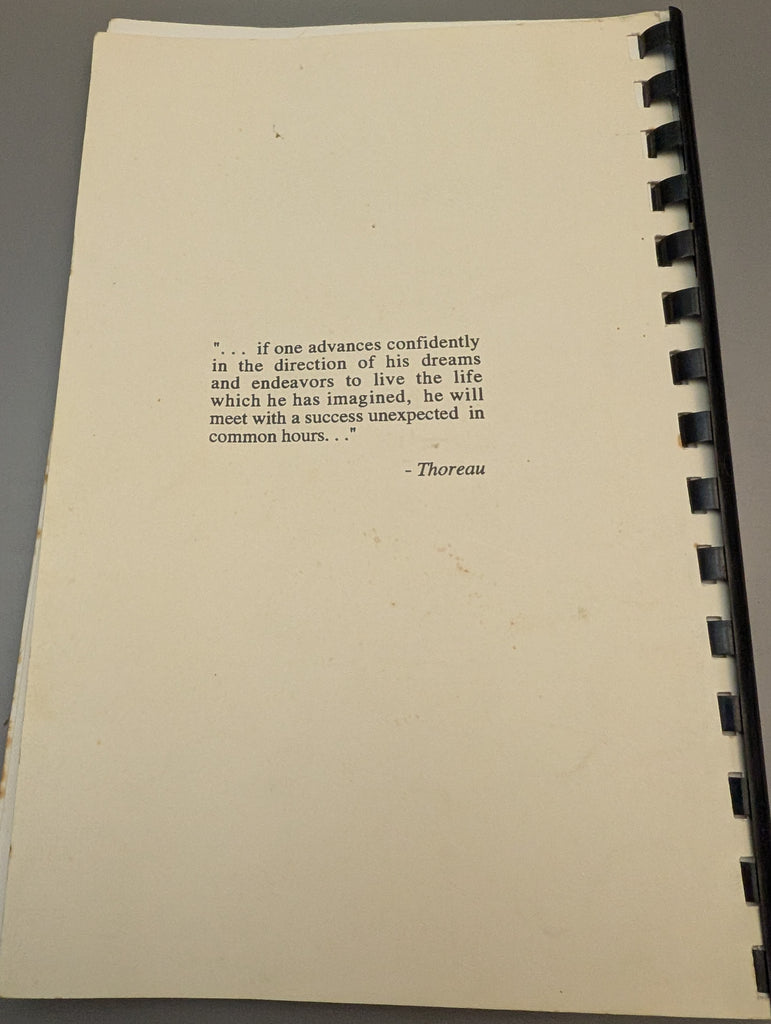 ". . . if one advances confidently
in the direction of his dreams
and endeavors to live the life
which he has imagined, he will
meet with a success unexpected in
common hours. . ."
- Thoreau